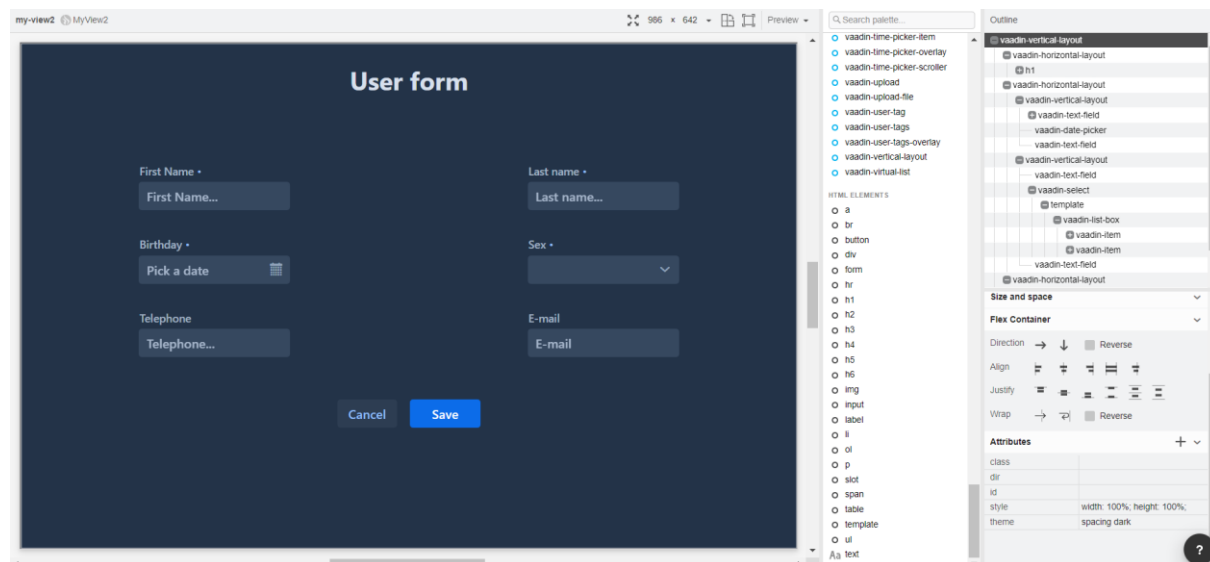 my-view2 MyView2 986 x 642 Preview
User form
First Name •
First Name...
Last name •
Last name...
Birthday •
Pick a date
Sex •
Telephone
Telephone...
E-mail
E-mail
Cancel Save
Search palette...
vaadin-time-picker-item
vaadin-time-picker-overlay
vaadin-time-picker-scroller
vaadin-upload
vaadin-upload-file
vaadin-user-tag
vaadin-user-tags
vaadin-user-tags-overlay
vaadin-vertical-layout
vaadin-virtual-list
HTML ELEMENTS
a
br
button
div
form
hr
h1
h2
h3
h4
h5
h6
img
input
label
li
ol
p
slot
span
table
template
ul
Aa text
Outline
vaadin-vertical-layout
vaadin-horizontal-layout
h1
vaadin-horizontal-layout
vaadin-vertical-layout
vaadin-text-field
vaadin-date-picker
vaadin-text-field
vaadin-vertical-layout
vaadin-text-field
vaadin-select
template
vaadin-list-box
vaadin-item
vaadin-item
vaadin-text-field
vaadin-horizontal-layout
Size and space
Flex Container
Direction Reverse
Align
Justify
Wrap Reverse
Attributes
class
dir
id
style width: 100%; height: 100%;
theme spacing dark
?